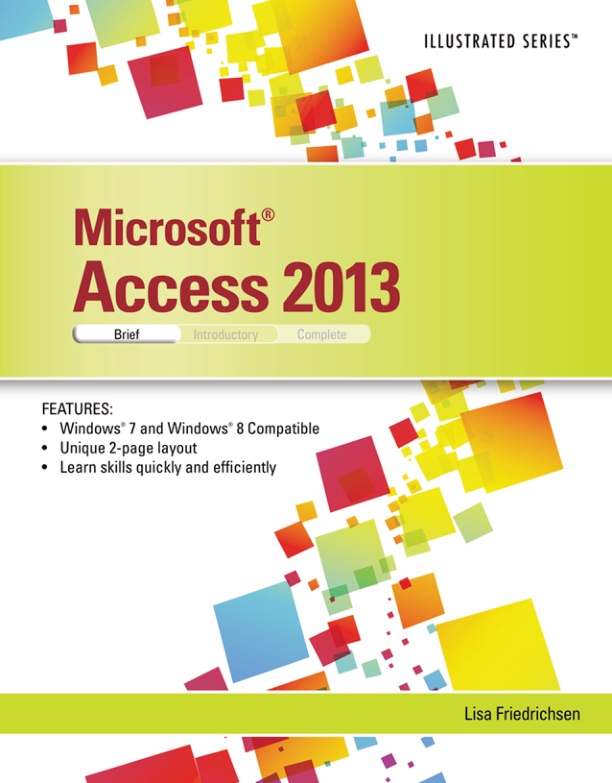 ILLUSTRATED SERIES™
Microsoft®
Access 2013
Brief Introductory Complete
FEATURES:
• Windows® 7 and Windows® 8 Compatible
• Unique 2-page layout
• Learn skills quickly and efficiently
Lisa Friedrichsen